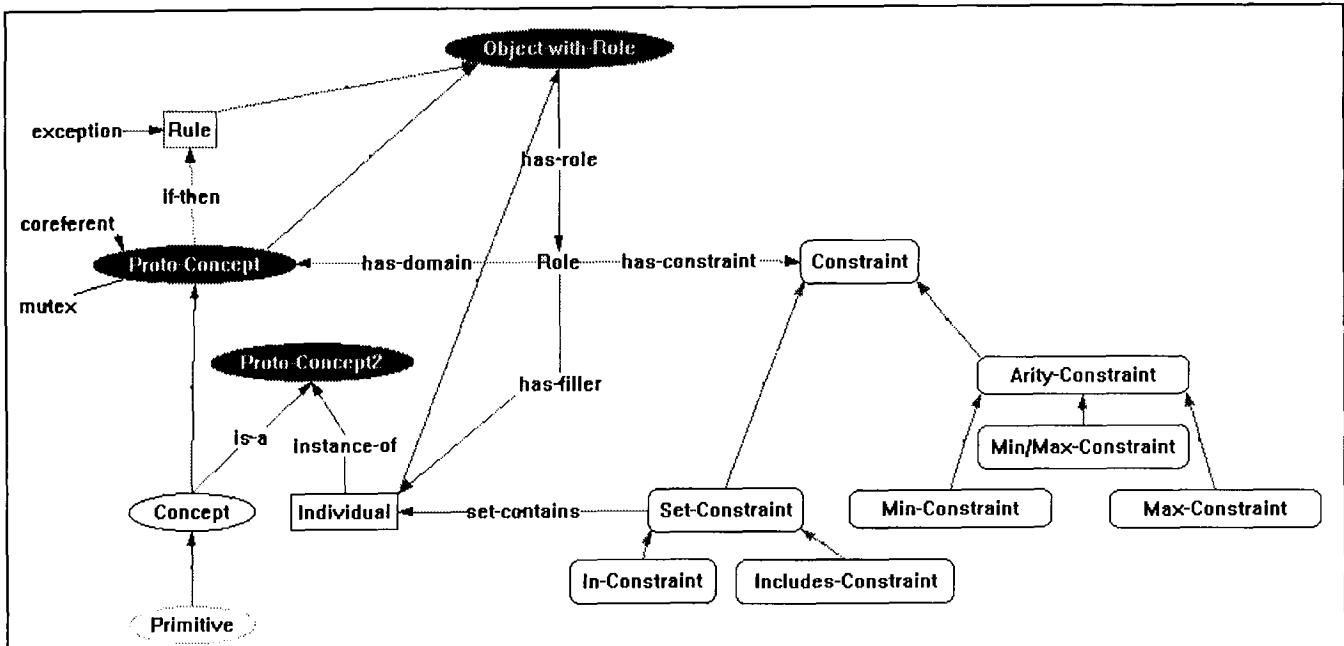 Object-with-Role
exception
Rule
has-role
if-then
coreferent
Proto-Concept
has-domain
Role
has-constraint
Constraint
mutex
Proto-Concept2
Arity-Constraint
has-filler
is-a
instance-of
Min/Max-Constraint
Concept
Individual
set-contains
Set-Constraint
Min-Constraint
Max-Constraint
In-Constraint
Includes-Constraint
Primitive